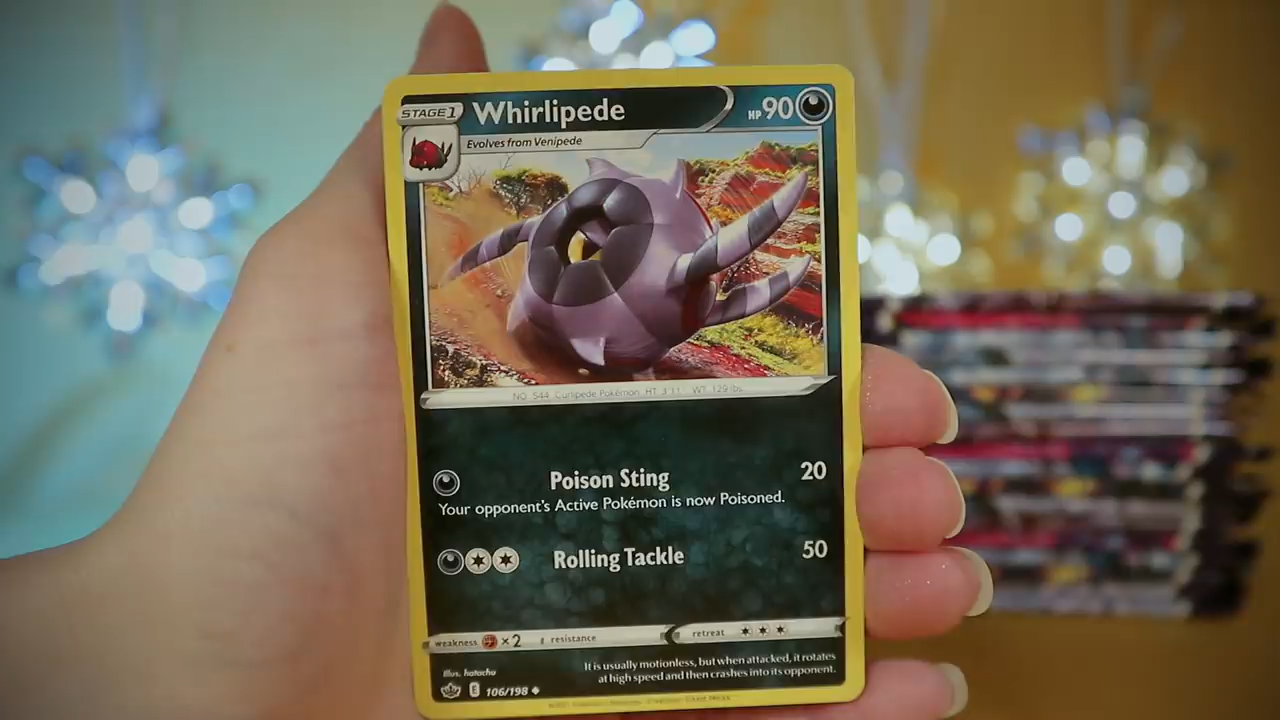 STAGE 1 Whirlipede HP 90
Evolves from Venipede
NO. 544 Curlipede Pokémon HT 3'11" WT 129 lbs.
Poison Sting 20
Your opponent's Active Pokémon is now Poisoned.
Rolling Tackle 50
weakness ×2 resistance retreat
It is usually motionless, but when attacked, it rotates
at high speed and then crashes into its opponent.
Illus. hatachu
E 106/198